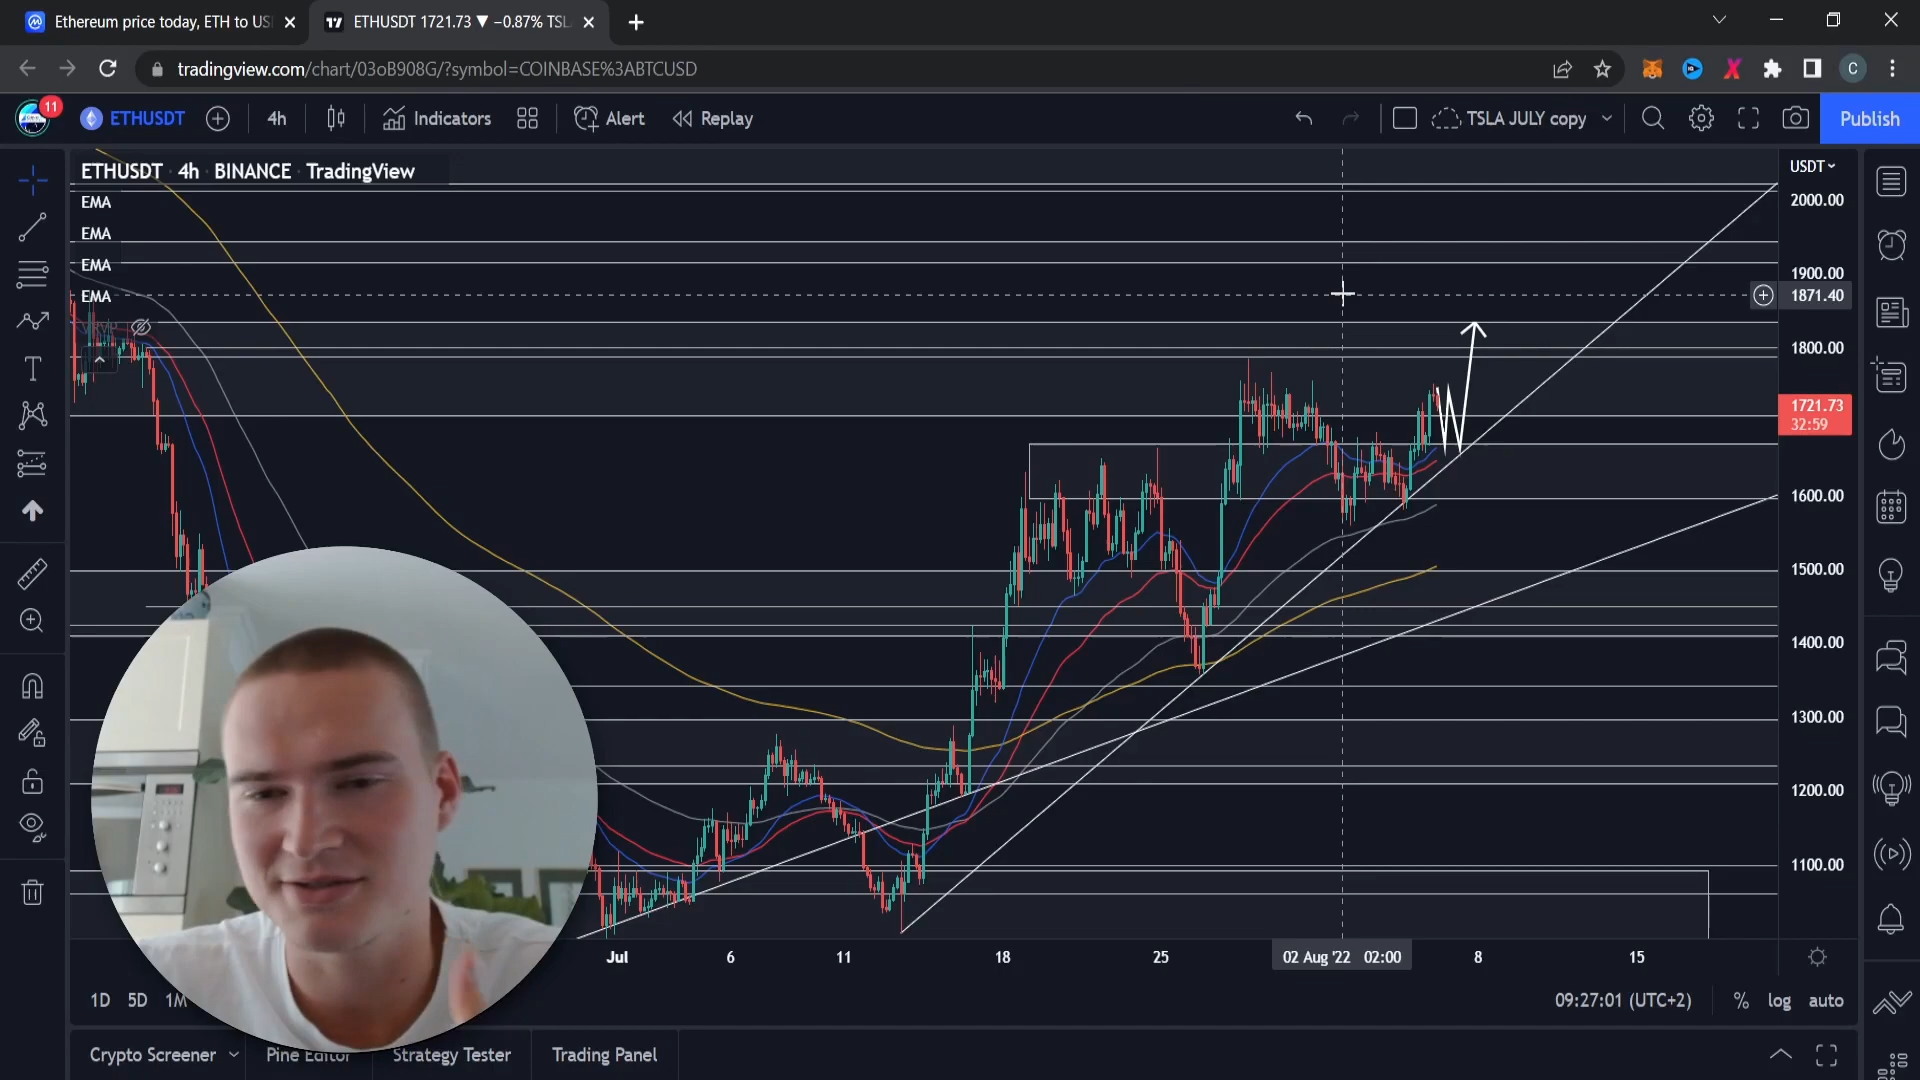 Ethereum price today, ETH to US
ETHUSDT 1721.73 ▼ −0.87% TSL
tradingview.com/chart/03oB908G/?symbol=COINBASE%3ABTCUSD
C
11
ETHUSDT
4h
Indicators
Alert
Replay
TSLA JULY copy
Publish
ETHUSDT · 4h · BINANCE · TradingView
EMA
EMA
EMA
EMA
USDT
2000.00
1900.00
1871.40
1800.00
1721.73
32:59
1600.00
1500.00
1400.00
1300.00
1200.00
1100.00
Jul
6
11
18
25
02 Aug '22 02:00
8
15
1D
5D
1M
09:27:01 (UTC+2)
%
log
auto
Crypto Screener
Pine Editor
Strategy Tester
Trading Panel